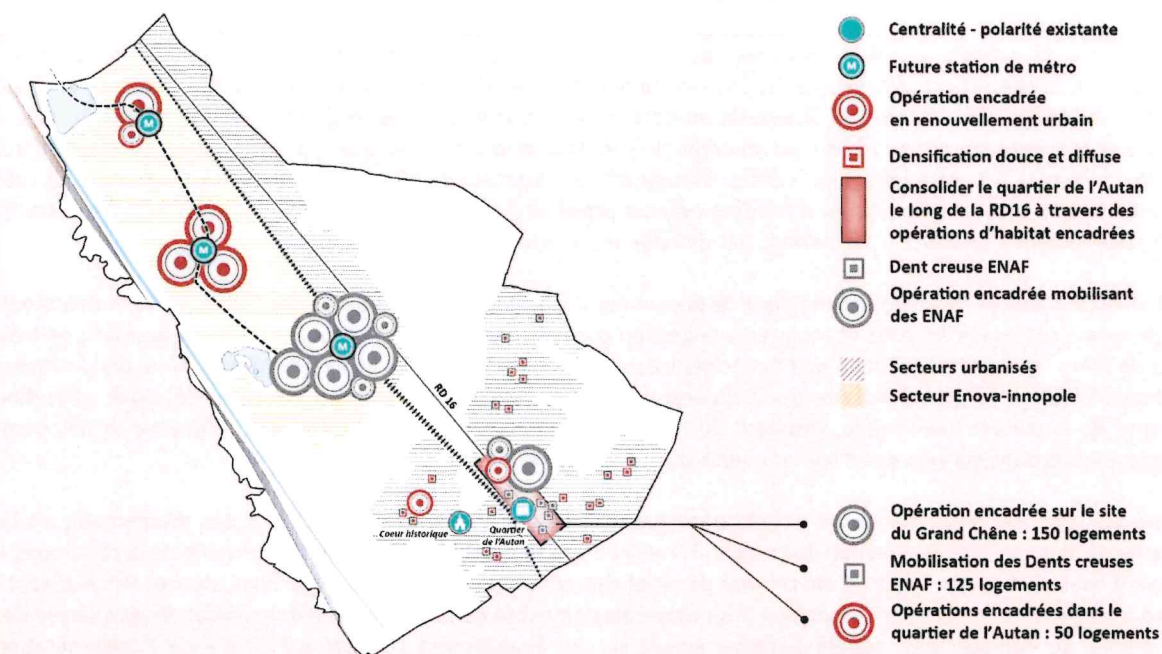 Centralité - polarité existante
M
Future station de métro
Opération encadrée
en renouvellement urbain
Densification douce et diffuse
Consolider le quartier de l'Autan
le long de la RD16 à travers des
opérations d'habitat encadrées
Dent creuse ENAF
Opération encadrée mobilisant
des ENAF
Secteurs urbanisés
Secteur Enova-innopole
M
M
M
RD 16
Coeur historique
Quartier
de l'Autan
Opération encadrée sur le site
du Grand Chêne : 150 logements
Mobilisation des Dents creuses
ENAF : 125 logements
Opérations encadrées dans le
quartier de l'Autan : 50 logements